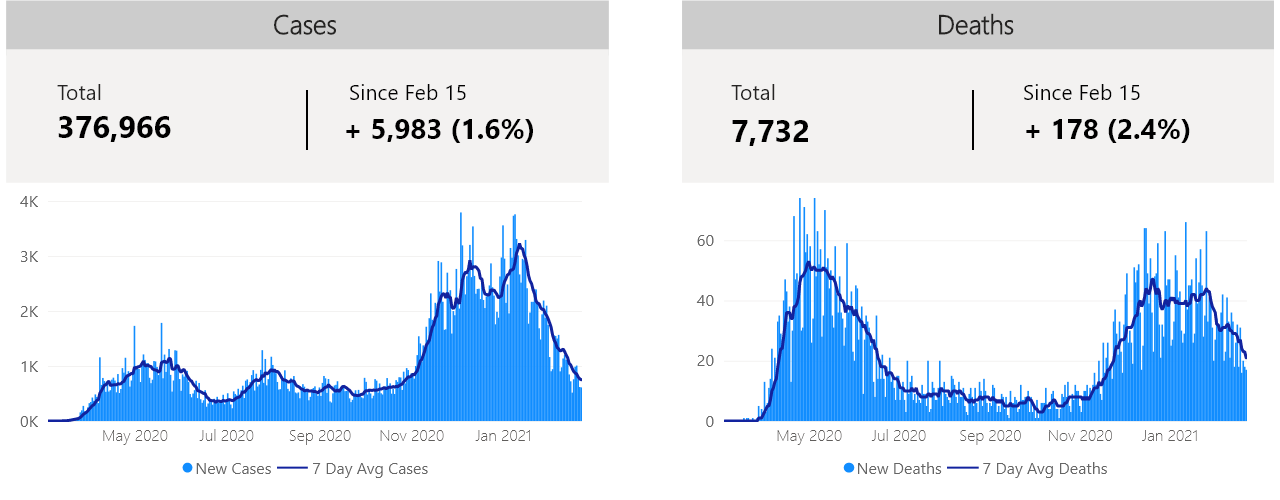 Cases
Total
376,966
Since Feb 15
+ 5,983 (1.6%)
4K
3K
2K
1K
0K
May 2020 Jul 2020 Sep 2020 Nov 2020 Jan 2021
New Cases 7 Day Avg Cases
Deaths
Total
7,732
Since Feb 15
+ 178 (2.4%)
60
40
20
0
May 2020 Jul 2020 Sep 2020 Nov 2020 Jan 2021
New Deaths 7 Day Avg Deaths